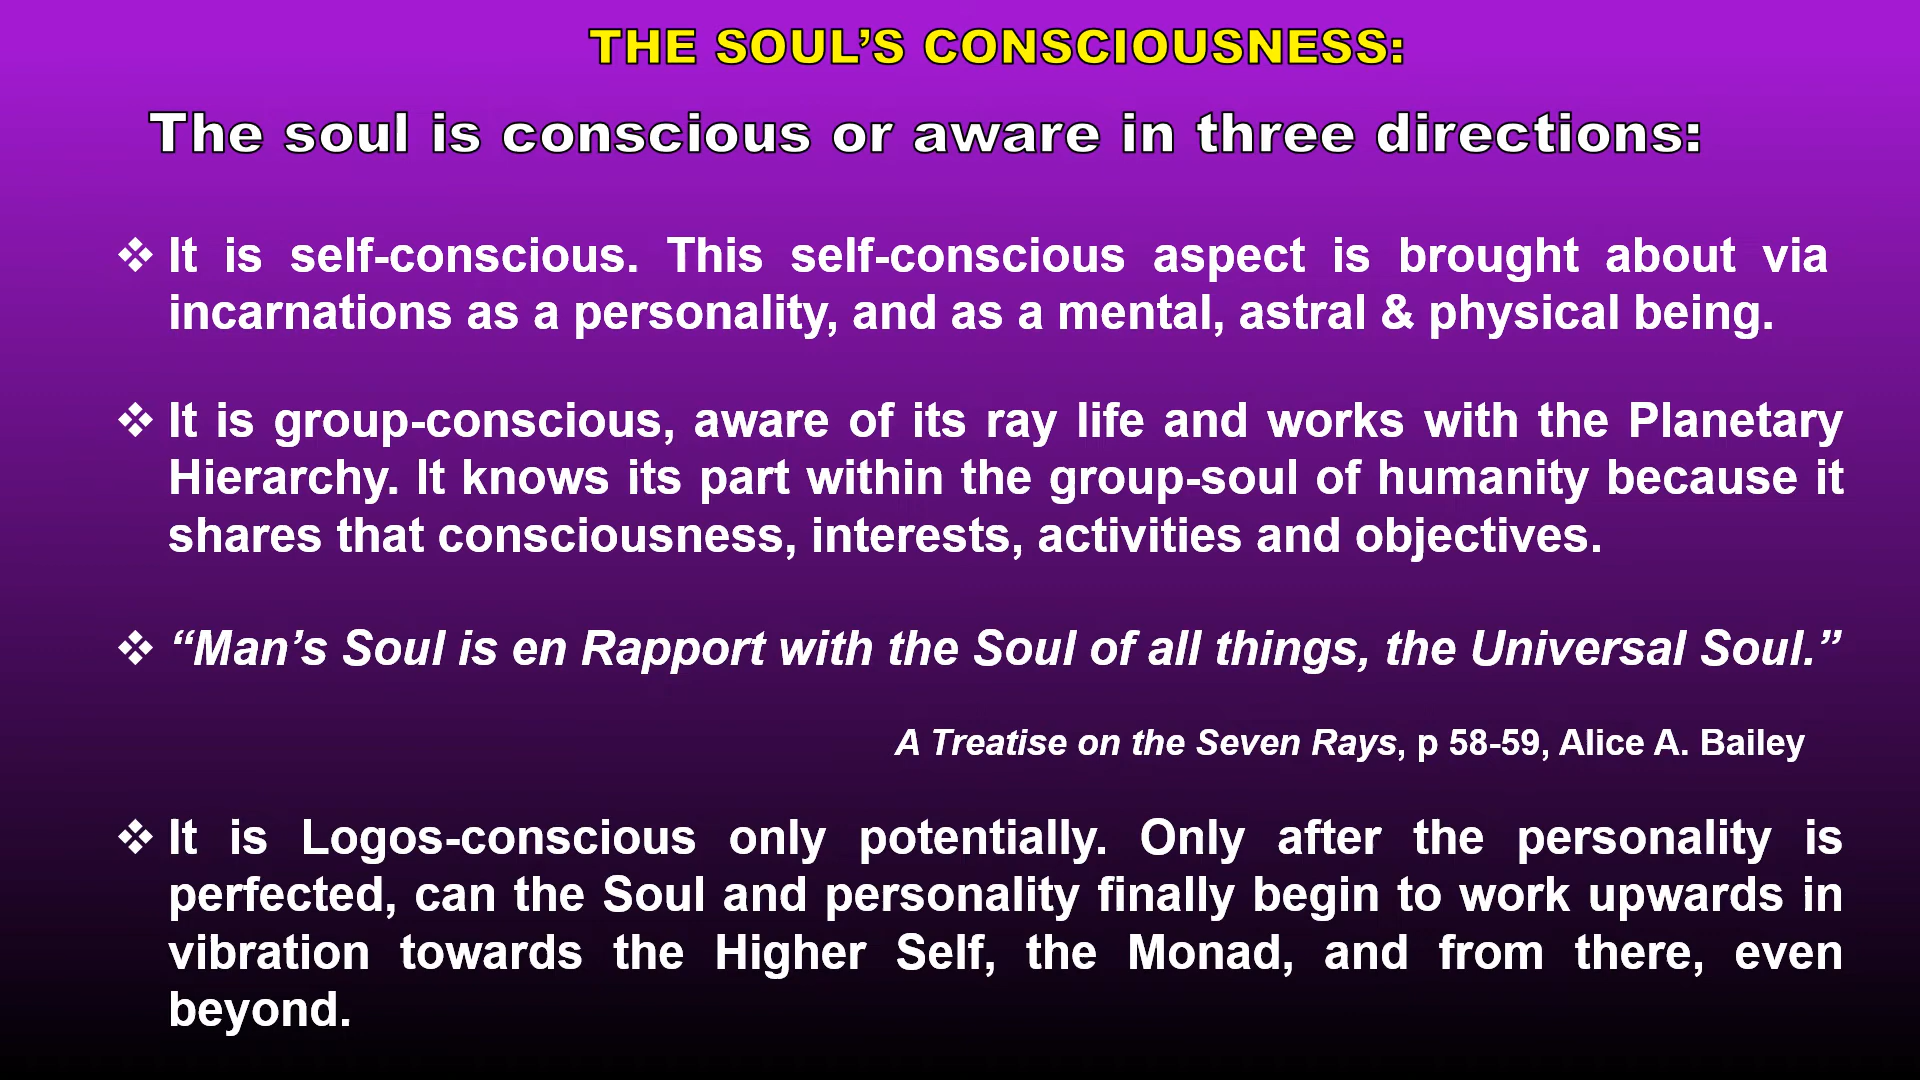 THE SOUL’S CONSCIOUSNESS:
The soul is conscious or aware in three directions:
❖ It is self-conscious. This self-conscious aspect is brought about via
incarnations as a personality, and as a mental, astral & physical being.
❖ It is group-conscious, aware of its ray life and works with the Planetary
Hierarchy. It knows its part within the group-soul of humanity because it
shares that consciousness, interests, activities and objectives.
❖ “Man’s Soul is en Rapport with the Soul of all things, the Universal Soul.”
A Treatise on the Seven Rays, p 58-59, Alice A. Bailey
❖ It is Logos-conscious only potentially. Only after the personality is
perfected, can the Soul and personality finally begin to work upwards in
vibration towards the Higher Self, the Monad, and from there, even
beyond.